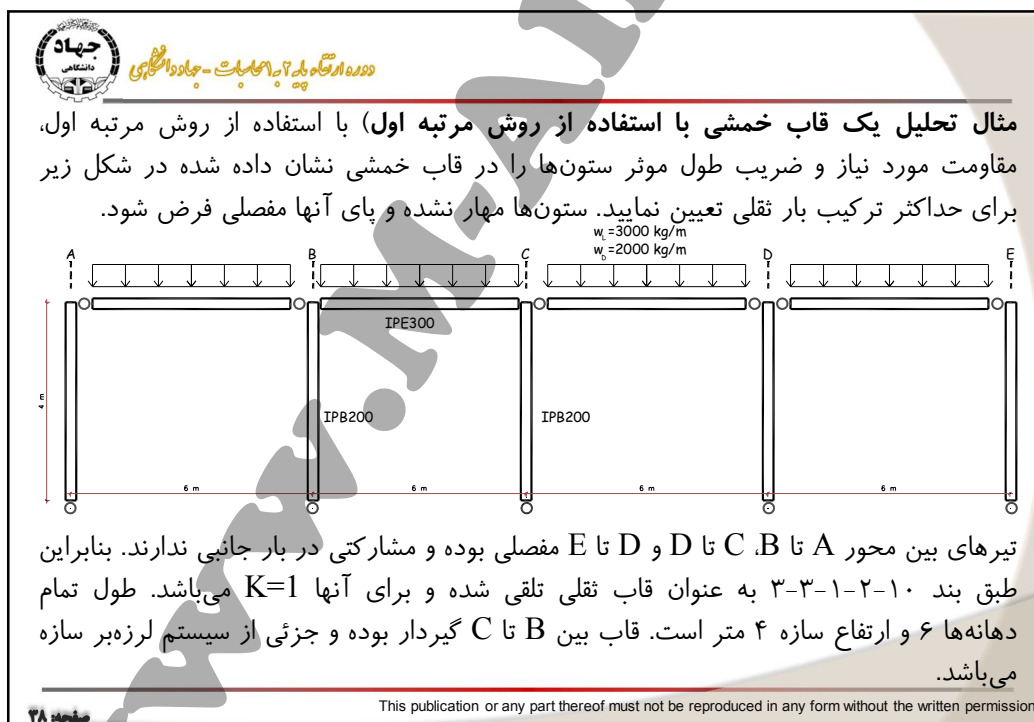 جهاد
دانشگاهی
دوره ارتقاء پایه ۲ به ۱ محاسبات - جهاد دانشگاهی
مثال تحلیل یک قاب خمشی با استفاده از روش مرتبه اول) با استفاده از روش مرتبه اول،
مقاومت مورد نیاز و ضریب طول موثر ستون‌ها را در قاب خمشی نشان داده شده در شکل زیر
برای حداکثر ترکیب بار ثقلی تعیین نمایید. ستون‌ها مهار نشده و پای آنها مفصلی فرض شود.
w_L=3000 kg/m
w_D=2000 kg/m
A B C D E
IPE300
4 m
IPB200 IPB200
6 m 6 m 6 m 6 m
تیرهای بین محور A تا B، C تا D و D تا E مفصلی بوده و مشارکتی در بار جانبی ندارند. بنابراین
طبق بند ۱۰-۲-۱-۳-۳ به عنوان قاب ثقلی تلقی شده و برای آنها K=1 می‌باشد. طول تمام
دهانه‌ها ۶ و ارتفاع سازه ۴ متر است. قاب بین B تا C گیردار بوده و جزئی از سیستم لرزه‌بر سازه
می‌باشد.
This publication or any part thereof must not be reproduced in any form without the written permission
صفحه: ۳۸